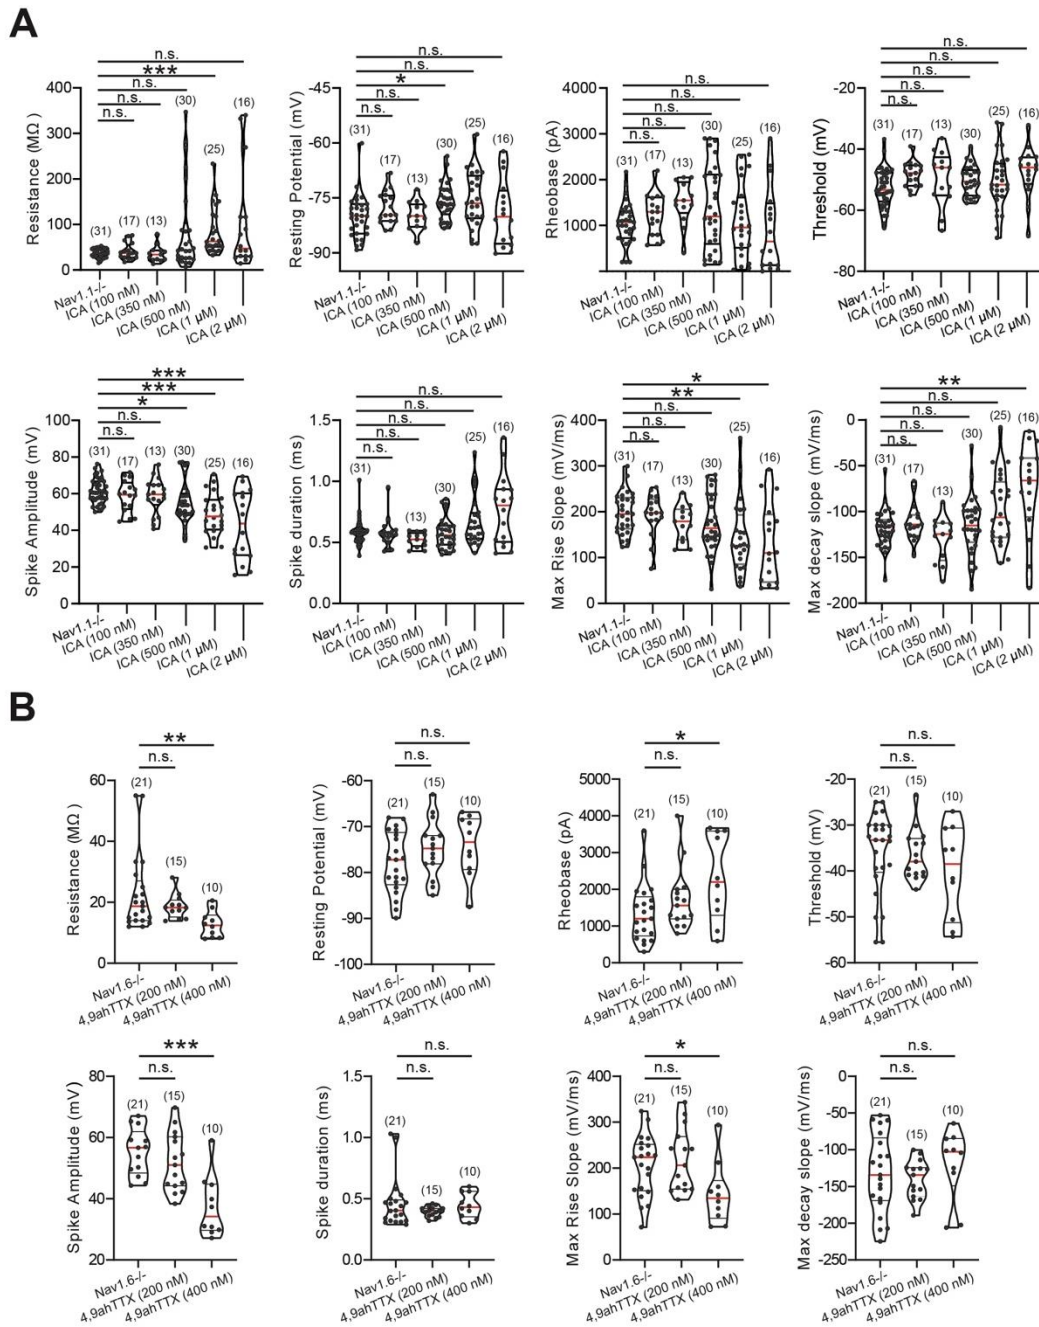 A
n.s.
***
n.s.
n.s.
n.s.
Resistance (MΩ)
400
300
200
100
0
(31)
(17)
(13)
(30)
(25)
(16)
Nav1.1-/-
ICA (100 nM)
ICA (350 nM)
ICA (500 nM)
ICA (1 µM)
ICA (2 µM)
n.s.
n.s.
*
n.s.
n.s.
Resting Potential (mV)
-45
-60
-75
-90
(31)
(17)
(13)
(30)
(25)
(16)
Nav1.1-/-
ICA (100 nM)
ICA (350 nM)
ICA (500 nM)
ICA (1 µM)
ICA (2 µM)
n.s.
n.s.
n.s.
n.s.
n.s.
Rheobase (pA)
4000
3000
2000
1000
(31)
(17)
(13)
(30)
(25)
(16)
Nav1.1-/-
ICA (100 nM)
ICA (350 nM)
ICA (500 nM)
ICA (1 µM)
ICA (2 µM)
n.s.
n.s.
n.s.
n.s.
n.s.
Threshold (mV)
-20
-40
-60
-80
(31)
(17)
(13)
(30)
(25)
(16)
Nav1.1-/-
ICA (100 nM)
ICA (350 nM)
ICA (500 nM)
ICA (1 µM)
ICA (2 µM)
***
***
*
n.s.
n.s.
Spike Amplitude (mV)
100
80
60
40
20
0
(31)
(17)
(13)
(30)
(25)
(16)
Nav1.1-/-
ICA (100 nM)
ICA (350 nM)
ICA (500 nM)
ICA (1 µM)
ICA (2 µM)
n.s.
n.s.
n.s.
n.s.
n.s.
Spike duration (ms)
1.5
1.0
0.5
0.0
(31)
(17)
(13)
(30)
(25)
(16)
Nav1.1-/-
ICA (100 nM)
ICA (350 nM)
ICA (500 nM)
ICA (1 µM)
ICA (2 µM)
*
**
n.s.
n.s.
n.s.
Max Rise Slope (mV/ms)
400
300
200
100
0
(31)
(17)
(13)
(30)
(25)
(16)
Nav1.1-/-
ICA (100 nM)
ICA (350 nM)
ICA (500 nM)
ICA (1 µM)
ICA (2 µM)
**
n.s.
n.s.
n.s.
n.s.
Max decay slope (mV/ms)
0
-50
-100
-150
-200
(31)
(17)
(13)
(30)
(25)
(16)
Nav1.1-/-
ICA (100 nM)
ICA (350 nM)
ICA (500 nM)
ICA (1 µM)
ICA (2 µM)
B
**
n.s.
Resistance (MΩ)
60
40
20
0
(21)
(15)
(10)
Nav1.6-/-
4,9ahTTX (200 nM)
4,9ahTTX (400 nM)
n.s.
n.s.
Resting Potential (mV)
-60
-70
-80
-90
-100
(21)
(15)
(10)
Nav1.6-/-
4,9ahTTX (200 nM)
4,9ahTTX (400 nM)
*
n.s.
Rheobase (pA)
5000
4000
3000
2000
1000
0
(21)
(15)
(10)
Nav1.6-/-
4,9ahTTX (200 nM)
4,9ahTTX (400 nM)
n.s.
n.s.
Threshold (mV)
-20
-30
-40
-50
-60
(21)
(15)
(10)
Nav1.6-/-
4,9ahTTX (200 nM)
4,9ahTTX (400 nM)
***
n.s.
Spike Amplitude (mV)
80
60
40
20
(21)
(15)
(10)
Nav1.6-/-
4,9ahTTX (200 nM)
4,9ahTTX (400 nM)
n.s.
n.s.
Spike duration (ms)
1.5
1.0
0.5
0.0
(21)
(15)
(10)
Nav1.6-/-
4,9ahTTX (200 nM)
4,9ahTTX (400 nM)
*
n.s.
Max Rise Slope (mV/ms)
400
300
200
100
0
(21)
(15)
(10)
Nav1.6-/-
4,9ahTTX (200 nM)
4,9ahTTX (400 nM)
n.s.
n.s.
Max decay slope (mV/ms)
0
-50
-100
-150
-200
-250
(21)
(15)
(10)
Nav1.6-/-
4,9ahTTX (200 nM)
4,9ahTTX (400 nM)